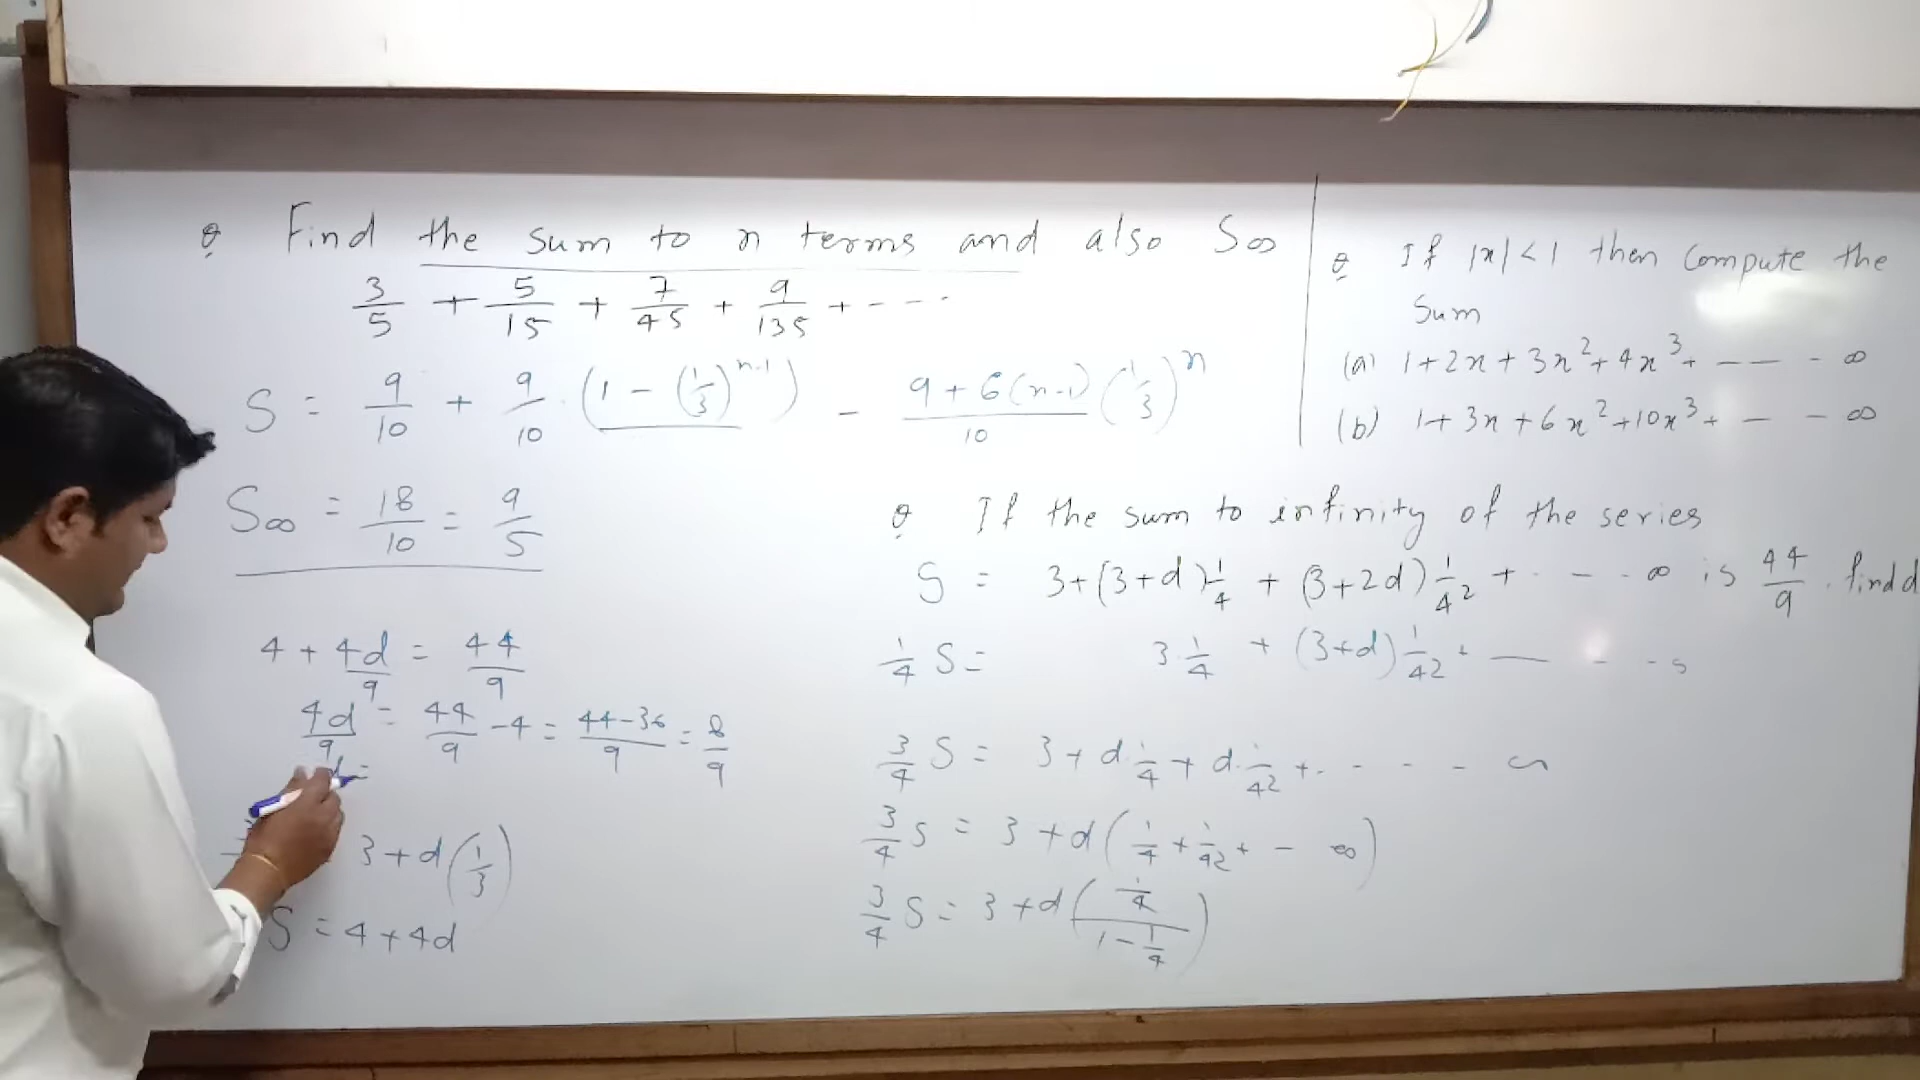 Q Find the sum to n terms and also S∞
3/5 + 5/15 + 7/45 + 9/135 + - - -
S = 9/10 + 9/10 . (1 - (1/3)^(n-1)) - (9 + 6(n-1))/10 (1/3)^n
S∞ = 18/10 = 9/5
4 + 4d/9 = 44/9
4d/9 = 44/9 - 4 = (44-36)/9 = 8/9
d =
3 + d(1/3)
S = 4 + 4d
Q If |x| < 1 then compute the
Sum
(a) 1 + 2x + 3x² + 4x³ + - - - ∞
(b) 1 + 3x + 6x² + 10x³ + - - ∞
Q If the sum to infinity of the series
S = 3 + (3+d) 1/4 + (3+2d) 1/4² + - - - ∞ is 44/9 . find d
1/4 S = 3.1/4 + (3+d) 1/4² + - - -
3/4 S = 3 + d.1/4 + d.1/4² + - - - - ∞
3/4 S = 3 + d(1/4 + 1/4² + - ∞)
3/4 S = 3 + d((1/4)/(1 - 1/4))